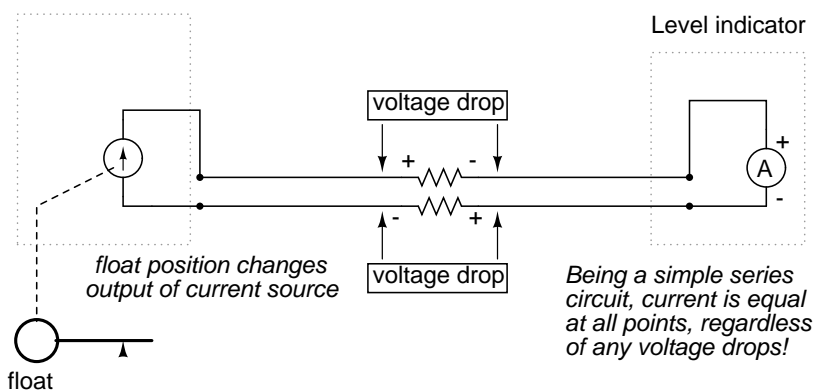 Level indicator
voltage drop
+ -
+
A
-
- +
voltage drop
float position changes
output of current source
Being a simple series
circuit, current is equal
at all points, regardless
of any voltage drops!
float